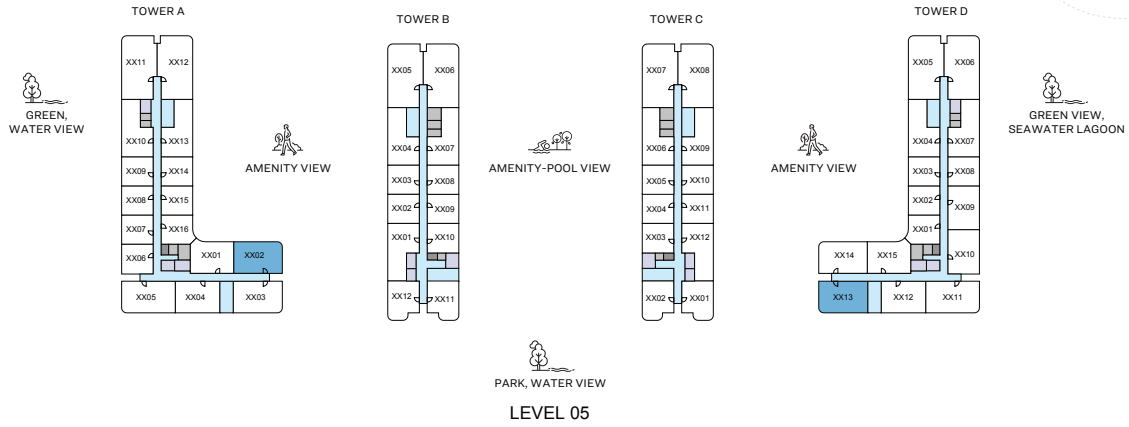 TOWER A
TOWER B
TOWER C
TOWER D
GREEN,
WATER VIEW
AMENITY VIEW
AMENITY-POOL VIEW
AMENITY VIEW
GREEN VIEW,
SEAWATER LAGOON
XX11 XX12
XX10 XX13
XX09 XX14
XX08 XX15
XX07 XX16
XX06 XX01 XX02
XX05 XX04 XX03
XX05 XX06
XX04 XX07
XX03 XX08
XX02 XX09
XX01 XX10
XX12 XX11
XX07 XX08
XX06 XX09
XX05 XX10
XX04 XX11
XX03 XX12
XX02 XX01
XX05 XX06
XX04 XX07
XX03 XX08
XX02 XX09
XX01
XX14 XX15 XX10
XX13 XX12 XX11
PARK, WATER VIEW
LEVEL 05